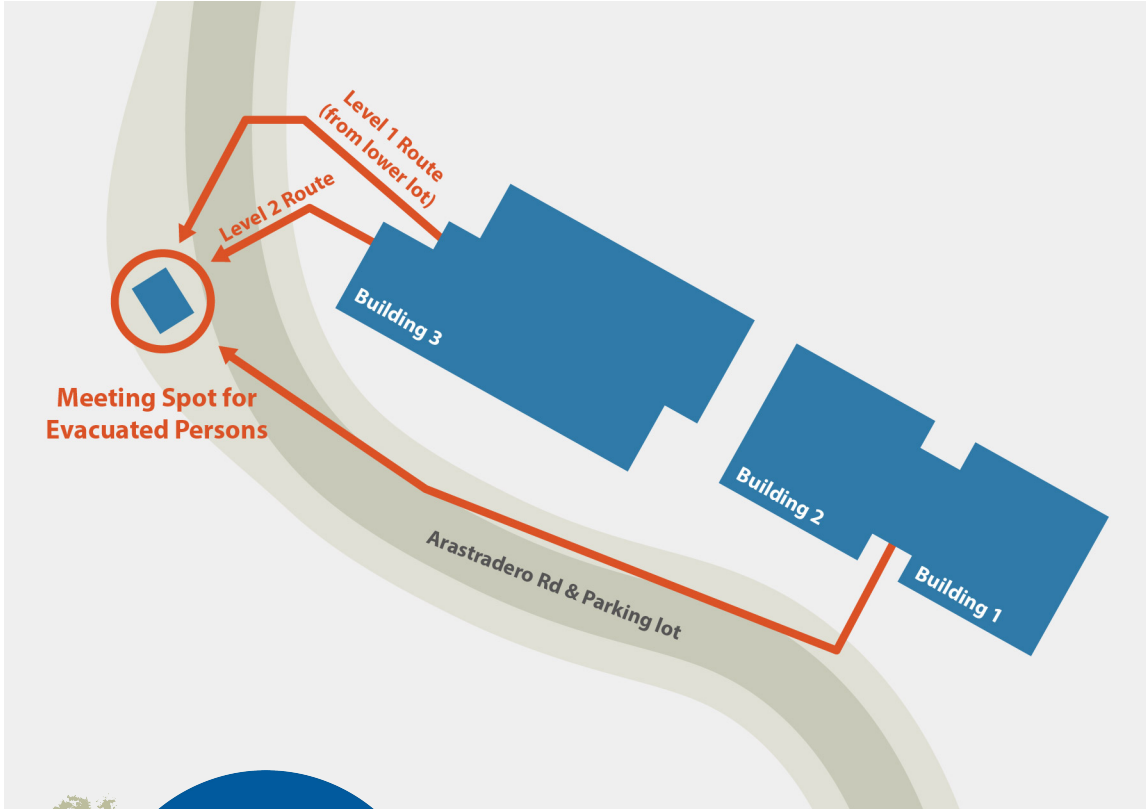 Level 1 Route
(from lower lot)
Level 2 Route
Building 3
Meeting Spot for
Evacuated Persons
Building 2
Arastradero Rd & Parking lot
Building 1